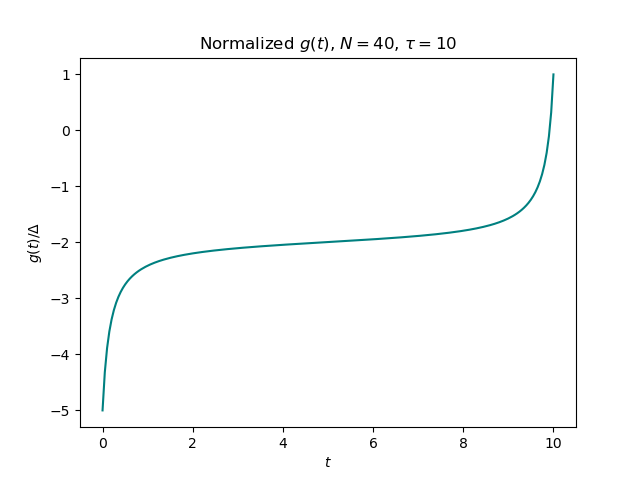 Normalized g(t), N = 40, τ = 10
g(t)/Δ
1
0
−1
−2
−3
−4
−5
0 2 4 6 8 10
t